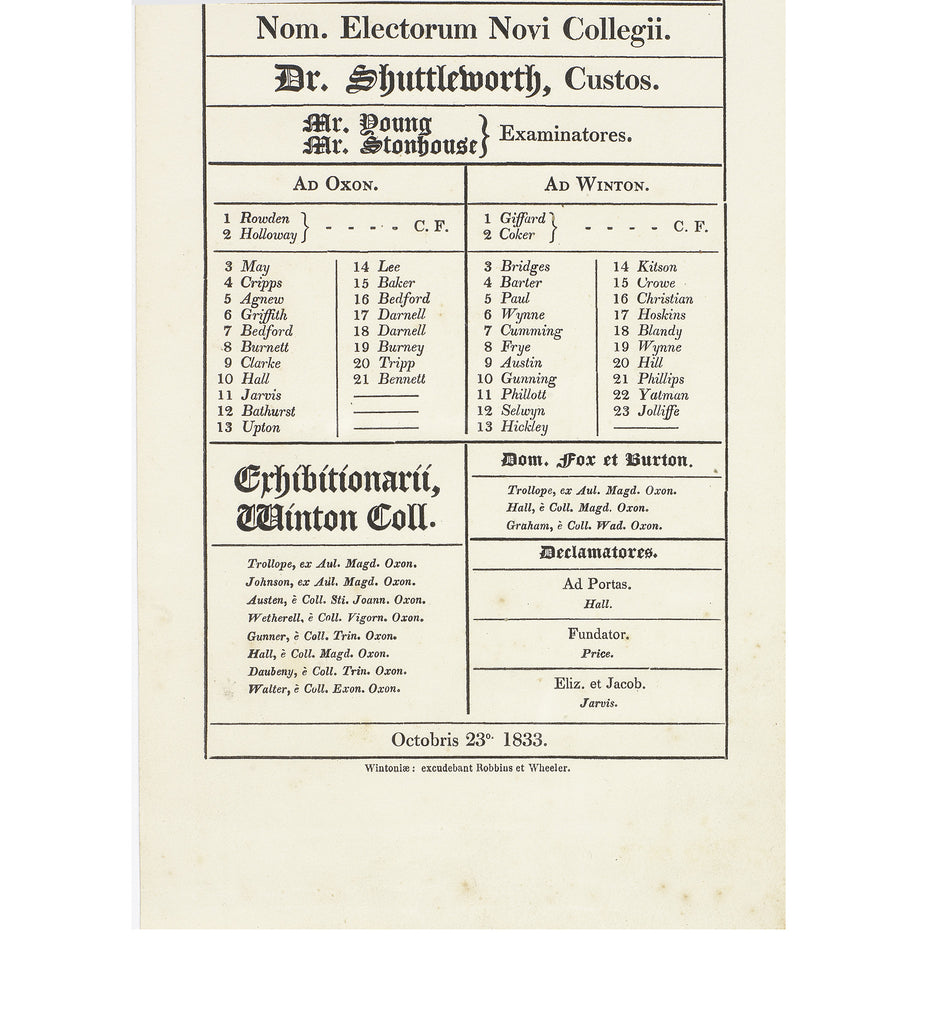 Nom. Electorum Novi Collegii.
Dr. Shuttleworth, Custos.
Mr. Young
Mr. Stonhouse } Examinatores.
Ad Oxon.
1 Rowden
2 Holloway } - - - - C. F.
3 May
4 Cripps
5 Agnew
6 Griffith
7 Bedford
8 Burnett
9 Clarke
10 Hall
11 Jarvis
12 Bathurst
13 Upton
14 Lee
15 Baker
16 Bedford
17 Darnell
18 Darnell
19 Burney
20 Tripp
21 Bennett
Ad Winton.
1 Giffard
2 Coker } - - - - C. F.
3 Bridges
4 Barter
5 Paul
6 Wynne
7 Cumming
8 Frye
9 Austin
10 Gunning
11 Phillott
12 Selwyn
13 Hickley
14 Kitson
15 Crowe
16 Christian
17 Hoskins
18 Blandy
19 Wynne
20 Hill
21 Phillips
22 Yatman
23 Jolliffe
Exhibitionarii,
Winton Coll.
Trollope, ex Aul. Magd. Oxon.
Johnson, ex Aul. Magd. Oxon.
Austen, è Coll. Sti. Joann. Oxon.
Wetherell, è Coll. Vigorn. Oxon.
Gunner, è Coll. Trin. Oxon.
Hall, è Coll. Magd. Oxon.
Daubeny, è Coll. Trin. Oxon.
Walter, è Coll. Exon. Oxon.
Dom. Fox et Burton.
Trollope, ex Aul. Magd. Oxon.
Hall, è Coll. Magd. Oxon.
Graham, è Coll. Wad. Oxon.
Declamatores.
Ad Portas.
Hall.
Fundator.
Price.
Eliz. et Jacob.
Jarvis.
Octobris 23o. 1833.
Wintoniæ: excudebant Robbins et Wheeler.